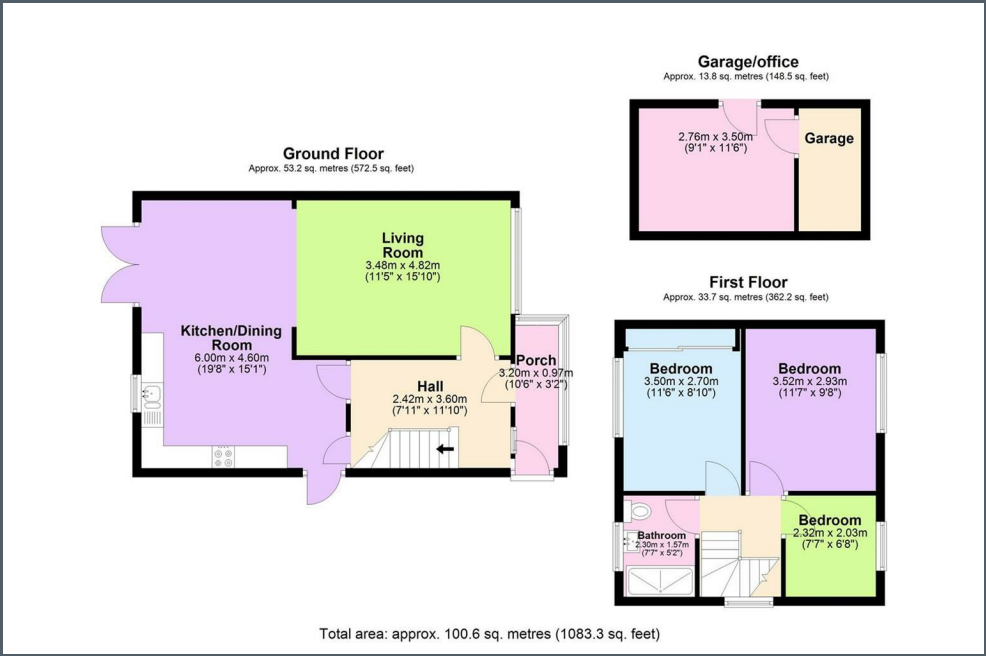 Garage/office
Approx. 13.8 sq. metres (148.5 sq. feet)
2.76m x 3.50m
(9'1" x 11'6")
Garage
Ground Floor
Approx. 53.2 sq. metres (572.5 sq. feet)
Living
Room
3.48m x 4.82m
(11'5" x 15'10")
Kitchen/Dining
Room
6.00m x 4.60m
(19'8" x 15'1")
Hall
2.42m x 3.60m
(7'11" x 11'10")
Porch
3.20m x 0.97m
(10'6" x 3'2")
First Floor
Approx. 33.7 sq. metres (362.2 sq. feet)
Bedroom
3.50m x 2.70m
(11'6" x 8'10")
Bedroom
3.52m x 2.93m
(11'7" x 9'8")
Bathroom
2.30m x 1.57m
(7'7" x 5'2")
Bedroom
2.32m x 2.03m
(7'7" x 6'8")
Total area: approx. 100.6 sq. metres (1083.3 sq. feet)